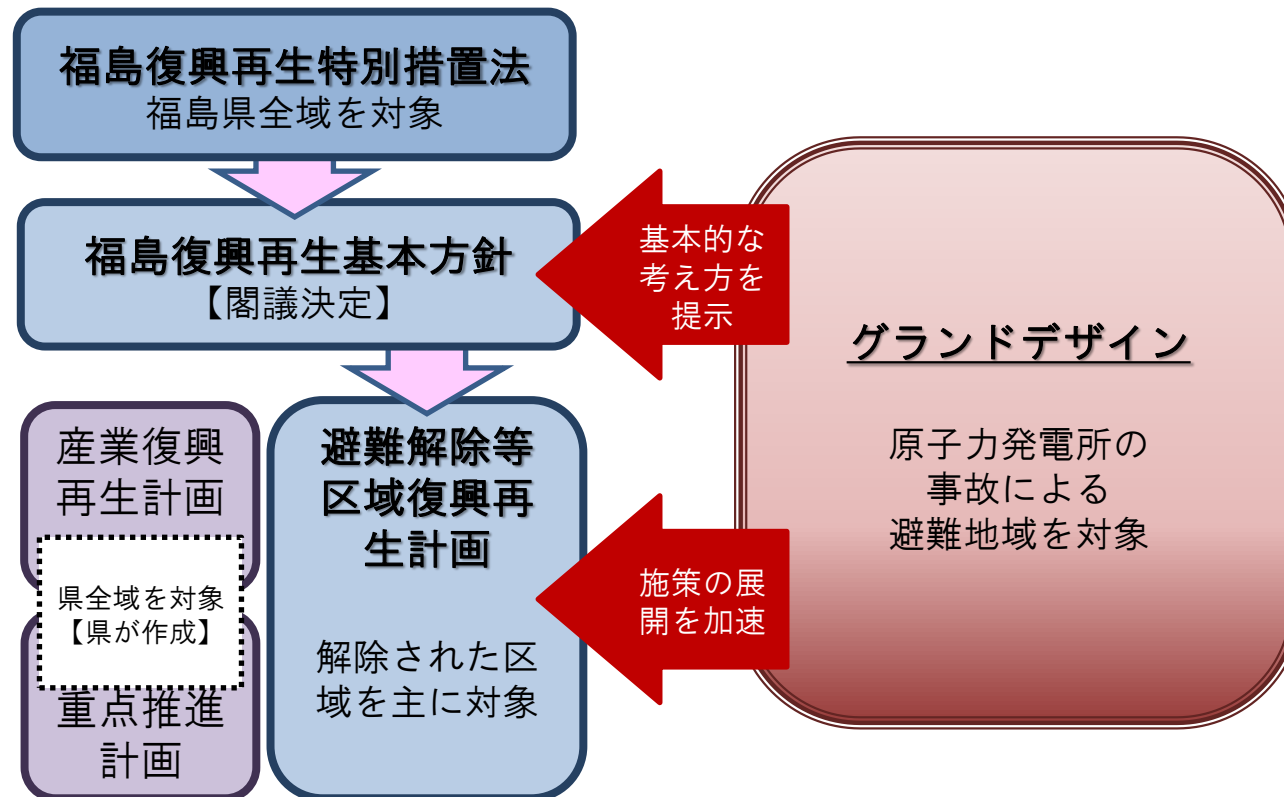 福島復興再生特別措置法
福島県全域を対象
福島復興再生基本方針
【閣議決定】
基本的な
考え方を
提示
グランドデザイン
原子力発電所の
事故による
避難地域を対象
産業復興
再生計画
県全域を対象
【県が作成】
重点推進
計画
避難解除等
区域復興再
生計画
解除された区
域を主に対象
施策の展
開を加速